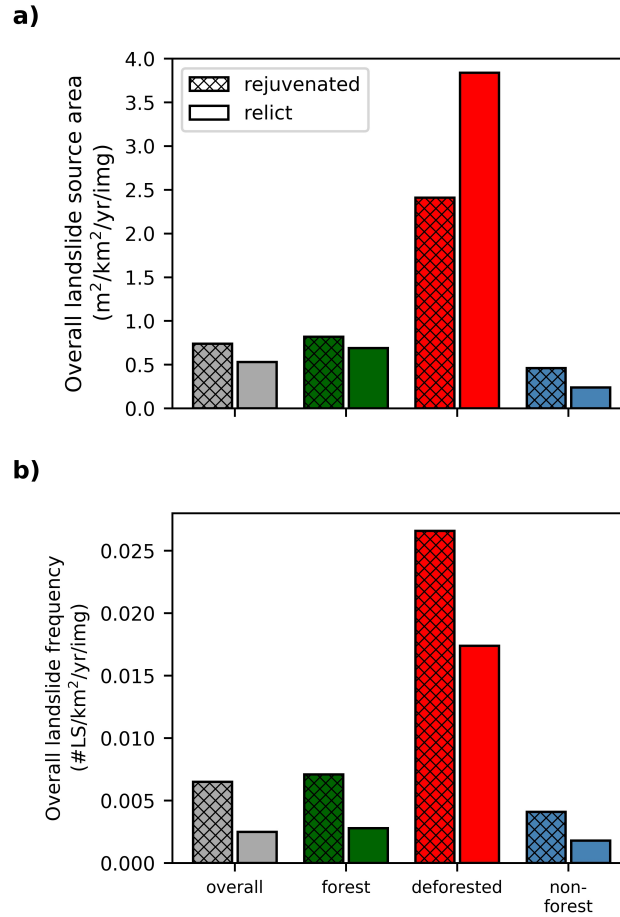 a)
Overall landslide source area
(m²/km²/yr/img)
4.0
3.5
3.0
2.5
2.0
1.5
1.0
0.5
0.0
rejuvenated
relict
b)
Overall landslide frequency
(#LS/km²/yr/img)
0.025
0.020
0.015
0.010
0.005
0.000
overall
forest
deforested
non-
forest